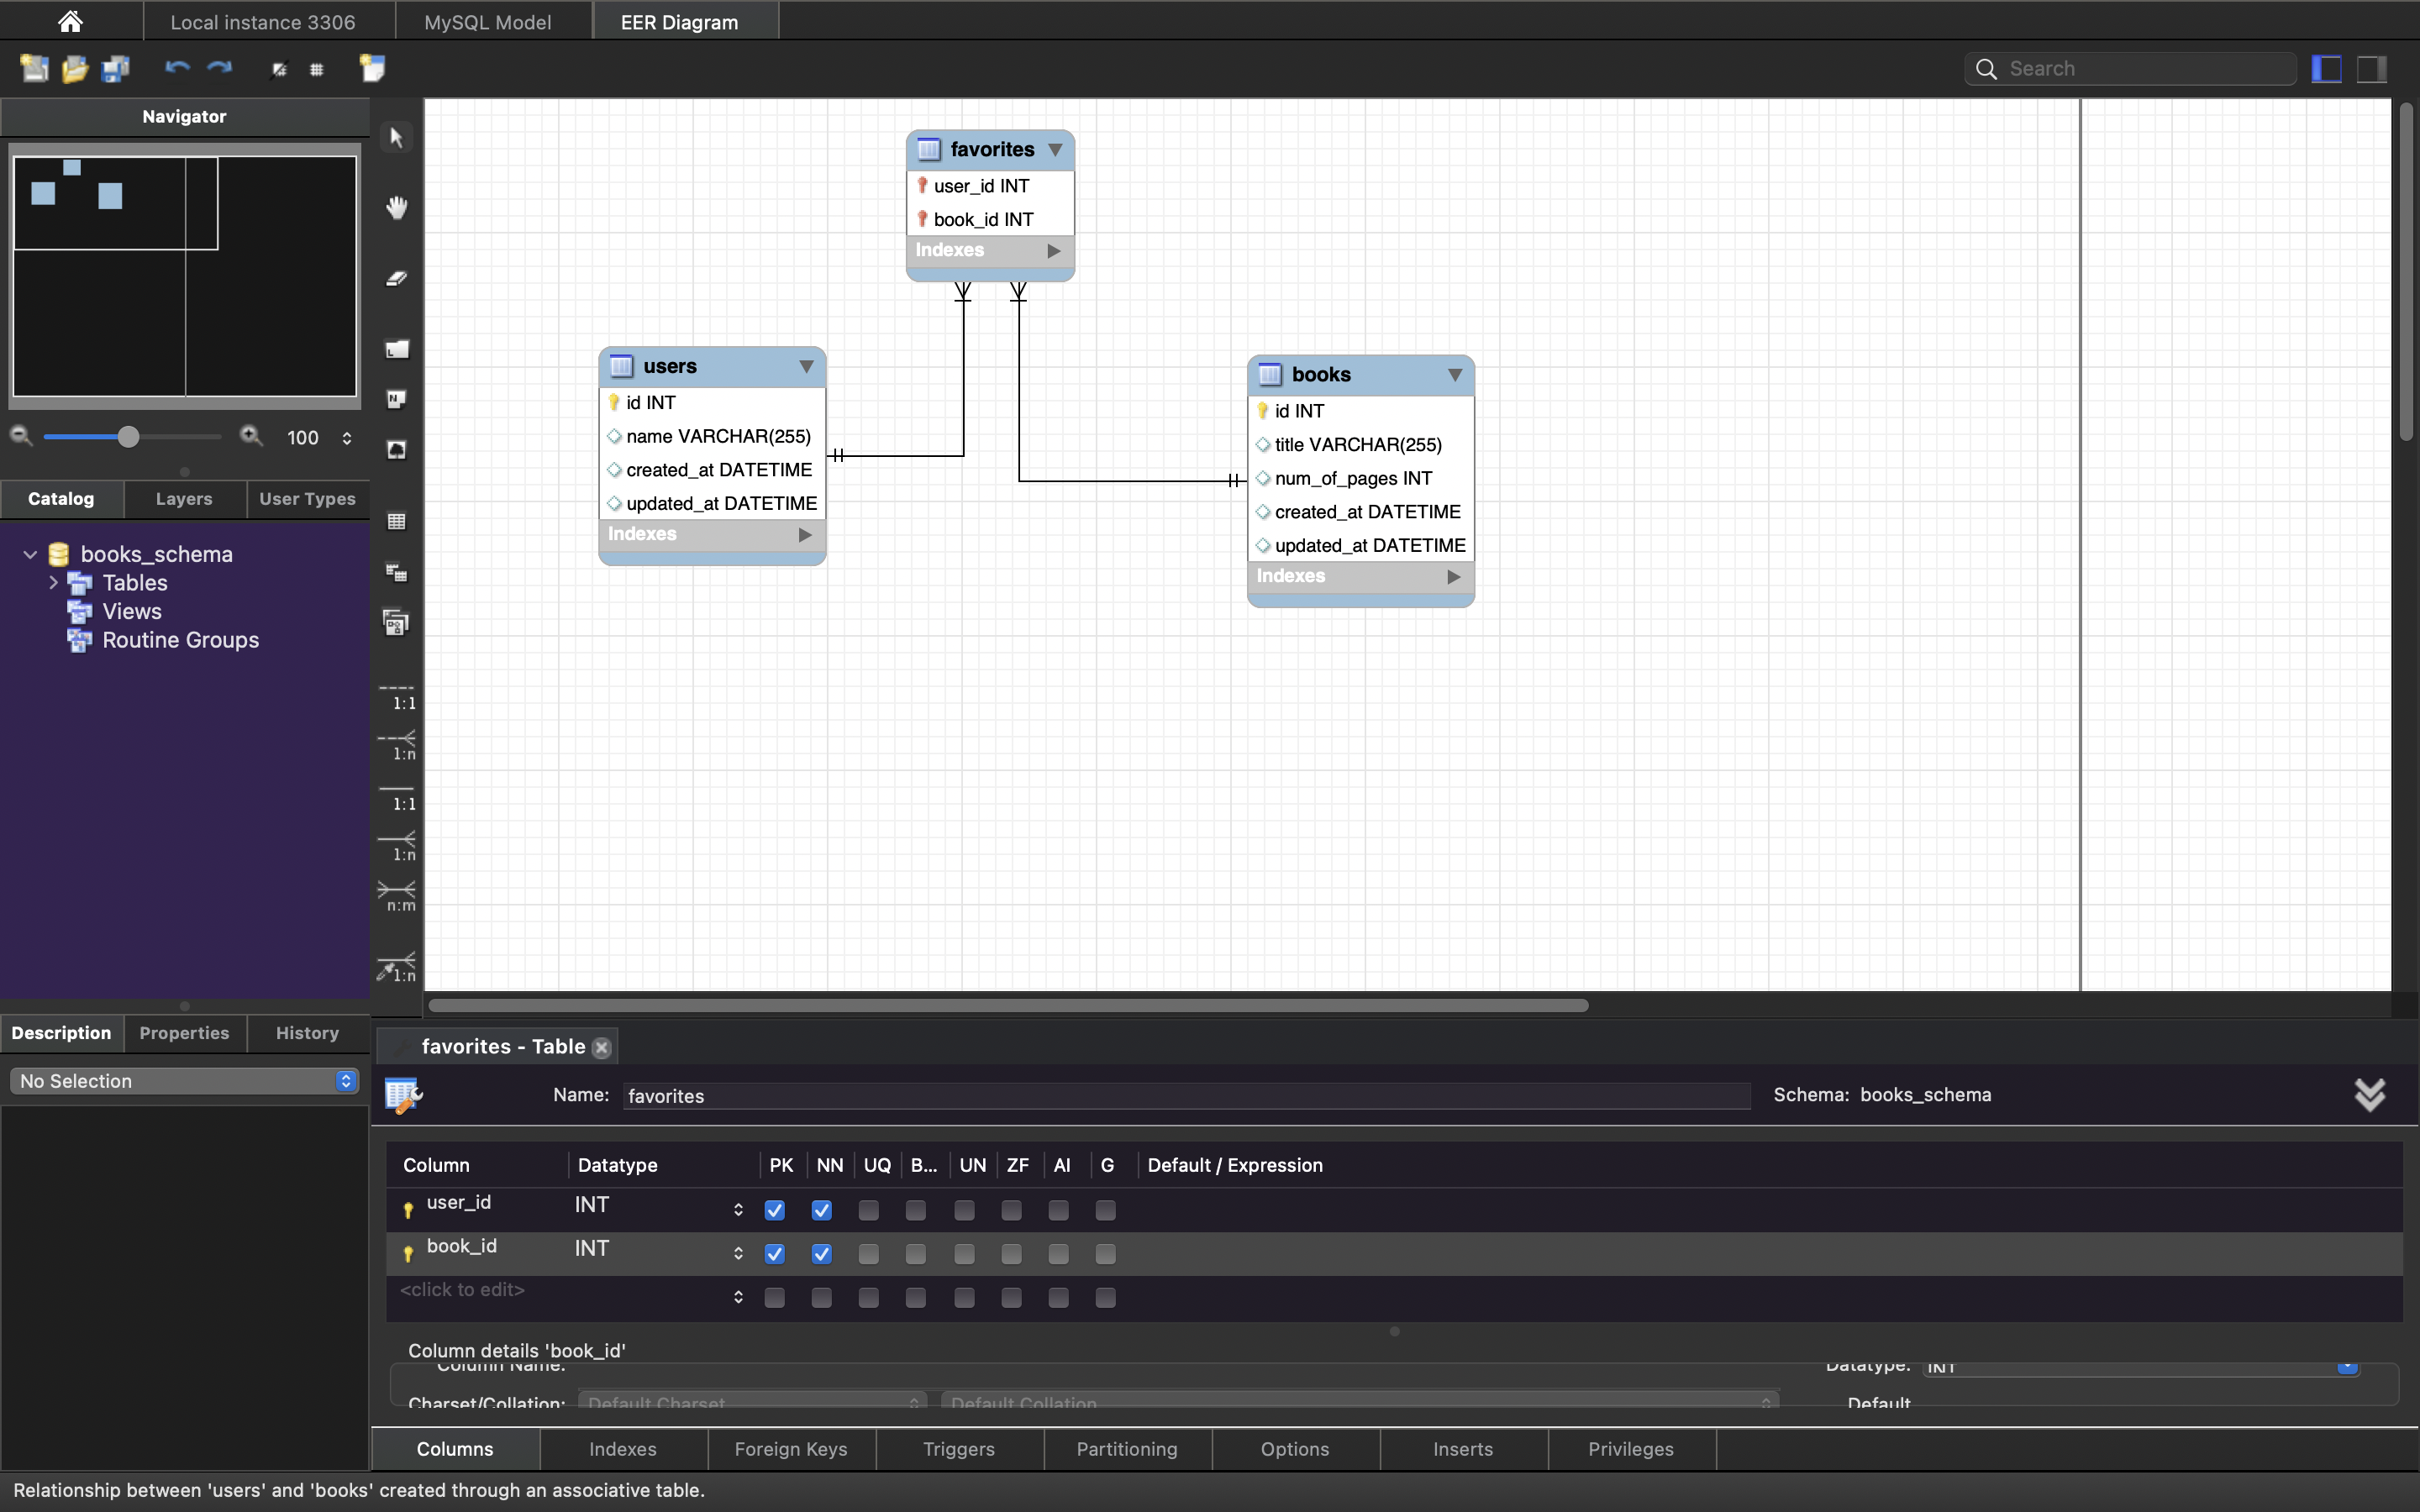 Local instance 3306
MySQL Model
EER Diagram
Search
Navigator
100
Catalog
Layers
User Types
books_schema
Tables
Views
Routine Groups
Description
Properties
History
No Selection
L
N
1:1
1:n
1:1
1:n
n:m
1:n
favorites
user_id INT
book_id INT
Indexes
users
id INT
name VARCHAR(255)
created_at DATETIME
updated_at DATETIME
Indexes
books
id INT
title VARCHAR(255)
num_of_pages INT
created_at DATETIME
updated_at DATETIME
Indexes
favorites - Table
Name: favorites
Schema: books_schema
Column Datatype PK NN UQ B... UN ZF AI G Default / Expression
user_id INT
book_id INT
<click to edit>
Column details 'book_id'
Column Name: Datatype: INT
Charset/Collation: Default Charset Default Collation Default
Columns Indexes Foreign Keys Triggers Partitioning Options Inserts Privileges
Relationship between 'users' and 'books' created through an associative table.